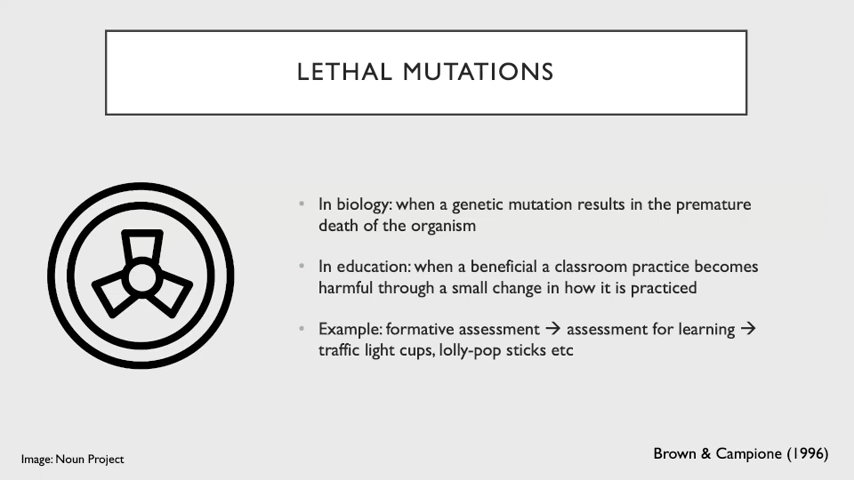 LETHAL MUTATIONS
• In biology: when a genetic mutation results in the premature
death of the organism
• In education: when a beneficial a classroom practice becomes
harmful through a small change in how it is practiced
• Example: formative assessment → assessment for learning →
traffic light cups, lolly-pop sticks etc
Image: Noun Project
Brown & Campione (1996)